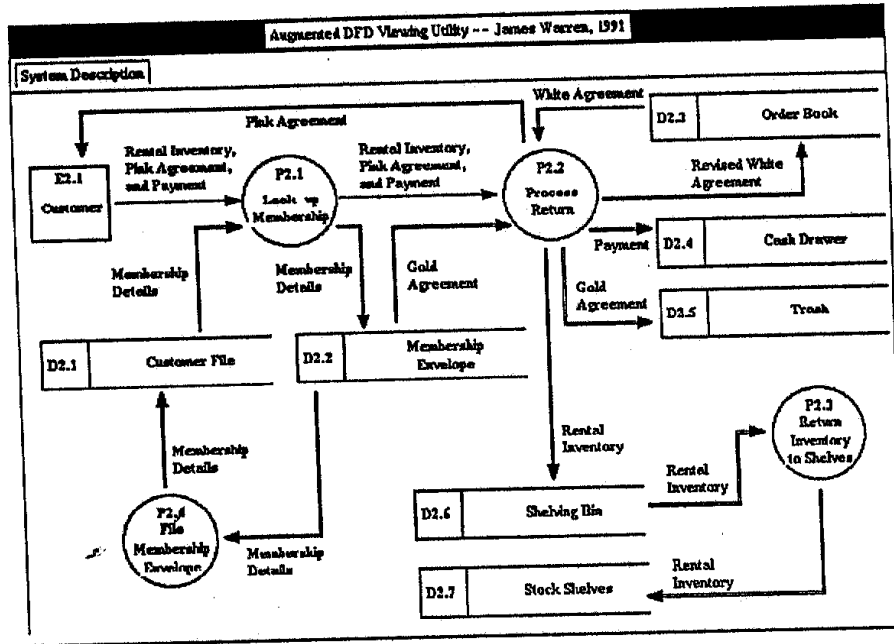 Augmented DFD Viewing Utility -- James Warren, 1991
System Description
Pink Agreement
White Agreement
D2.3
Order Book
E2.1
Customer
Rental Inventory,
Pink Agreement,
and Payment
P2.1
Look up
Membership
Rental Inventory,
Pink Agreement,
and Payment
P2.2
Process
Return
Revised White
Agreement
Payment
D2.4
Cash Drawer
Membership
Details
Membership
Details
Gold
Agreement
Gold
Agreement
D2.5
Trash
D2.1
Customer File
D2.2
Membership
Envelope
P2.3
Return
Inventory
to Shelves
Rental
Inventory
Membership
Details
Rental
Inventory
P2.4
File
Membership
Envelope
Membership
Details
D2.6
Shelving Bin
Rental
Inventory
D2.7
Stock Shelves